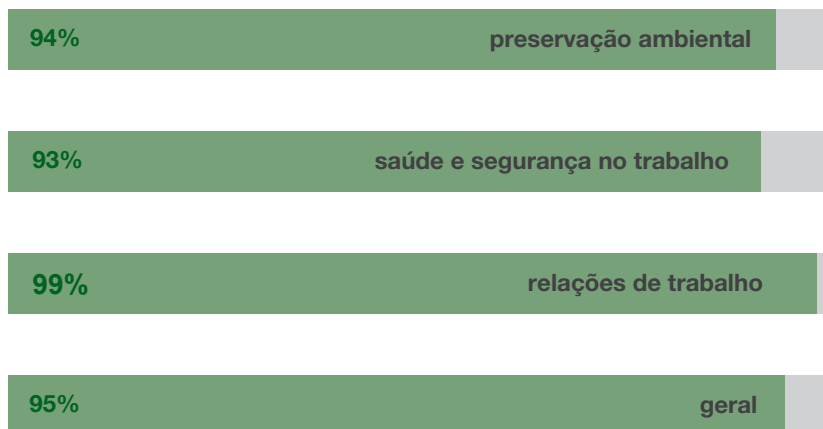 94% preservação ambiental
93% saúde e segurança no trabalho
99% relações de trabalho
95% geral